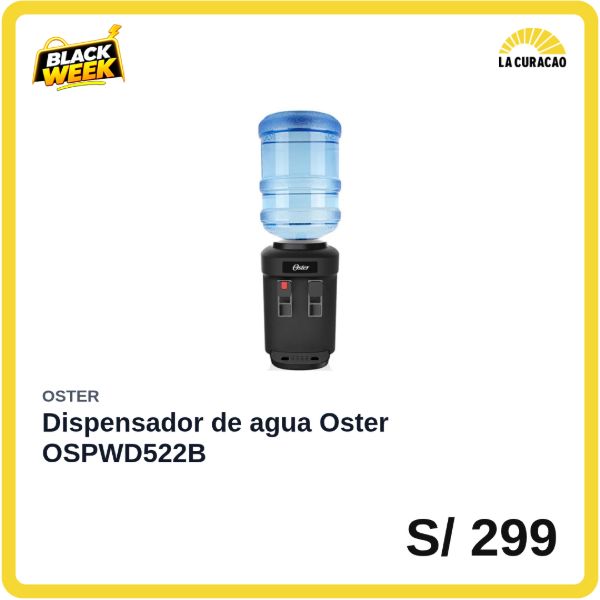 BLACK
WEEK
LA CURACAO
Oster
OSTER
Dispensador de agua Oster
OSPWD522B
S/ 299